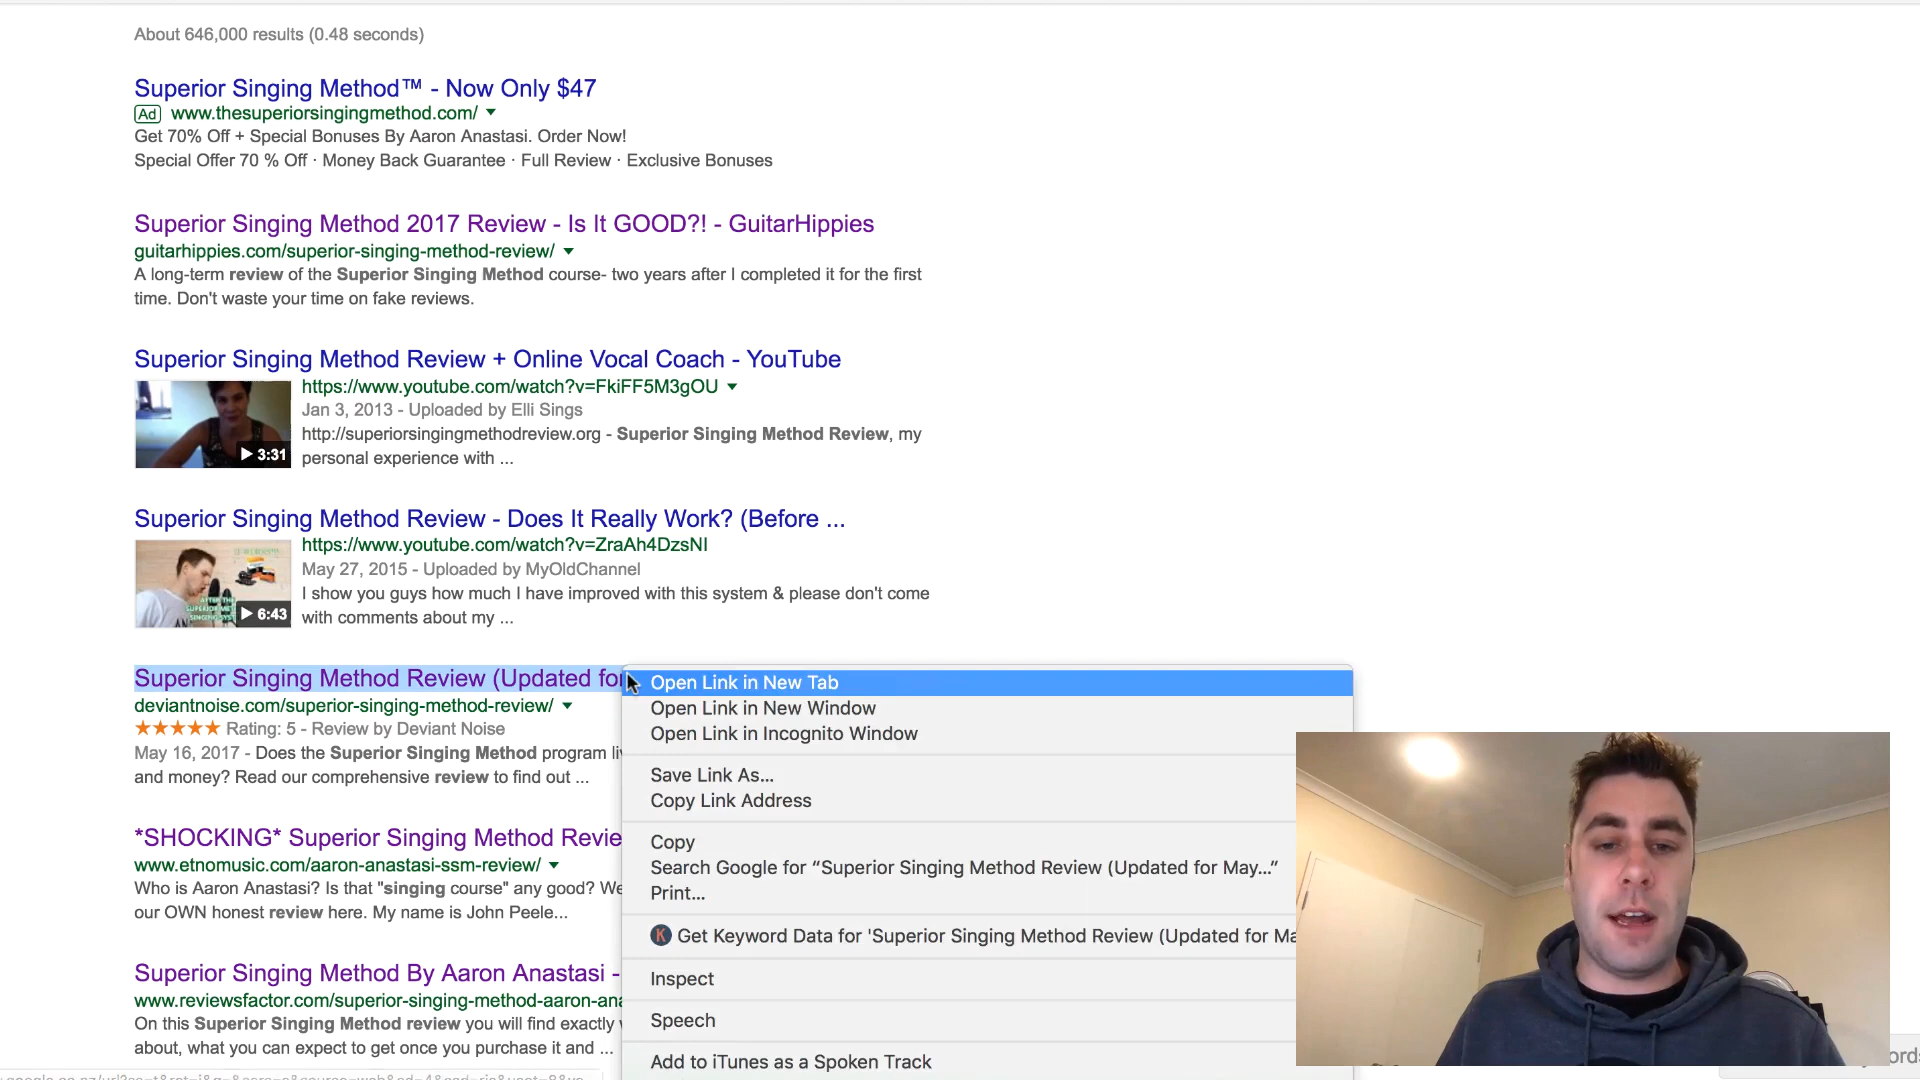 About 646,000 results (0.48 seconds)
Superior Singing Method™ - Now Only $47
Ad www.thesuperiorsingingmethod.com/
Get 70% Off + Special Bonuses By Aaron Anastasi. Order Now!
Special Offer 70 % Off · Money Back Guarantee · Full Review · Exclusive Bonuses
Superior Singing Method 2017 Review - Is It GOOD?! - GuitarHippies
guitarhippies.com/superior-singing-method-review/
A long-term review of the Superior Singing Method course- two years after I completed it for the first
time. Don't waste your time on fake reviews.
Superior Singing Method Review + Online Vocal Coach - YouTube
https://www.youtube.com/watch?v=FkiFF5M3gOU
Jan 3, 2013 - Uploaded by Elli Sings
http://superiorsingingmethodreview.org - Superior Singing Method Review, my
personal experience with ...
3:31
Superior Singing Method Review - Does It Really Work? (Before ...
https://www.youtube.com/watch?v=ZraAh4DzsNI
May 27, 2015 - Uploaded by MyOldChannel
I show you guys how much I have improved with this system & please don't come
with comments about my ...
6:43
Superior Singing Method Review (Updated for
deviantnoise.com/superior-singing-method-review/
Rating: 5 - Review by Deviant Noise
May 16, 2017 - Does the Superior Singing Method program
and money? Read our comprehensive review to find out ...
*SHOCKING* Superior Singing Method Revie
www.etnomusic.com/aaron-anastasi-ssm-review/
Who is Aaron Anastasi? Is that "singing course" any good? We
our OWN honest review here. My name is John Peele...
Superior Singing Method By Aaron Anastasi -
www.reviewsfactor.com/superior-singing-method-aaron-ana
On this Superior Singing Method review you will find exactly
about, what you can expect to get once you purchase it and ...
Open Link in New Tab
Open Link in New Window
Open Link in Incognito Window
Save Link As...
Copy Link Address
Copy
Search Google for “Superior Singing Method Review (Updated for May...”
Print...
K Get Keyword Data for 'Superior Singing Method Review (Updated for Ma
Inspect
Speech
Add to iTunes as a Spoken Track